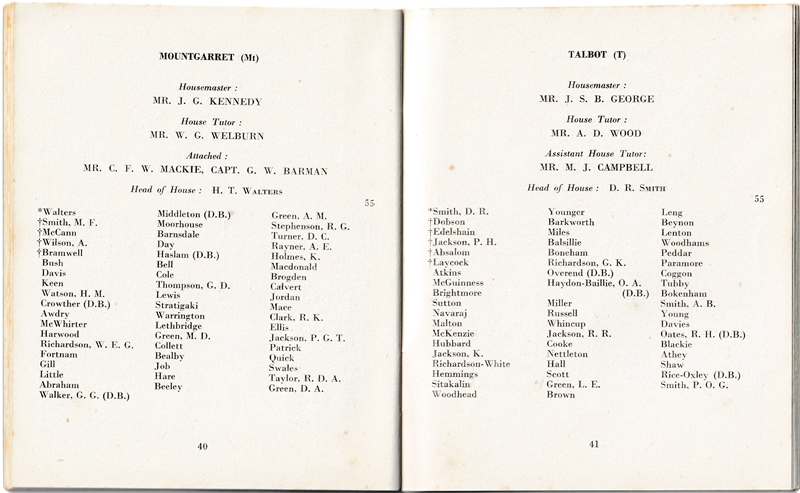 MOUNTGARRET (Mt)
Housemaster :
MR. J. G. KENNEDY
House Tutor :
MR. W. G. WELBURN
Attached :
MR. C. F. W. MACKIE, CAPT. G. W. BARMAN
Head of House : H. T. WALTERS
55
*Walters
†Smith, M. F.
†McCann
†Wilson, A.
†Bramwell
Bush
Davis
Keen
Watson, H. M.
Crowther (D.B.)
Awdry
McWhirter
Harwood
Richardson, W. E. G.
Fortnam
Gill
Little
Abraham
Walker, G. G. (D.B.)
Middleton (D.B.)
Moorhouse
Barnsdale
Day
Haslam (D.B.)
Bell
Cole
Thompson, G. D.
Lewis
Stratigaki
Warrington
Lethbridge
Green, M. D.
Collett
Bealby
Job
Hare
Beeley
Green, A. M.
Stephenson, R. G.
Turner, D. C.
Rayner, A. E.
Holmes, K.
Macdonald
Brogden
Calvert
Jordan
Mace
Clark, R. K.
Ellis
Jackson, P. G. T.
Patrick
Quick
Swales
Taylor, R. D. A.
Green, D. A.
40
TALBOT (T)
Housemaster :
MR. J. S. B. GEORGE
House Tutor :
MR. A. D. WOOD
Assistant House Tutor:
MR. M. J. CAMPBELL
Head of House : D. R. SMITH
55
*Smith, D. R.
†Dobson
†Edelshain
†Jackson, P. H.
†Absalom
†Laycock
Atkins
McGuinness
Brightmore
Sutton
Navaraj
Malton
McKenzie
Hubbard
Jackson, K.
Richardson-White
Hemmings
Sitakalin
Woodhead
Younger
Barkworth
Miles
Balsillie
Boneham
Richardson, G. K.
Overend (D.B.)
Haydon-Baillie, O. A.
(D.B.)
Miller
Russell
Whincup
Jackson, R. R.
Cooke
Nettleton
Hall
Scott
Green, L. E.
Brown
Leng
Beynon
Lenton
Woodhams
Peddar
Paramore
Coggon
Tubby
Bokenham
Smith, A. B.
Young
Davies
Oates, R. H. (D.B.)
Blackie
Athey
Shaw
Rice-Oxley (D.B.)
Smith, P. O. G.
41